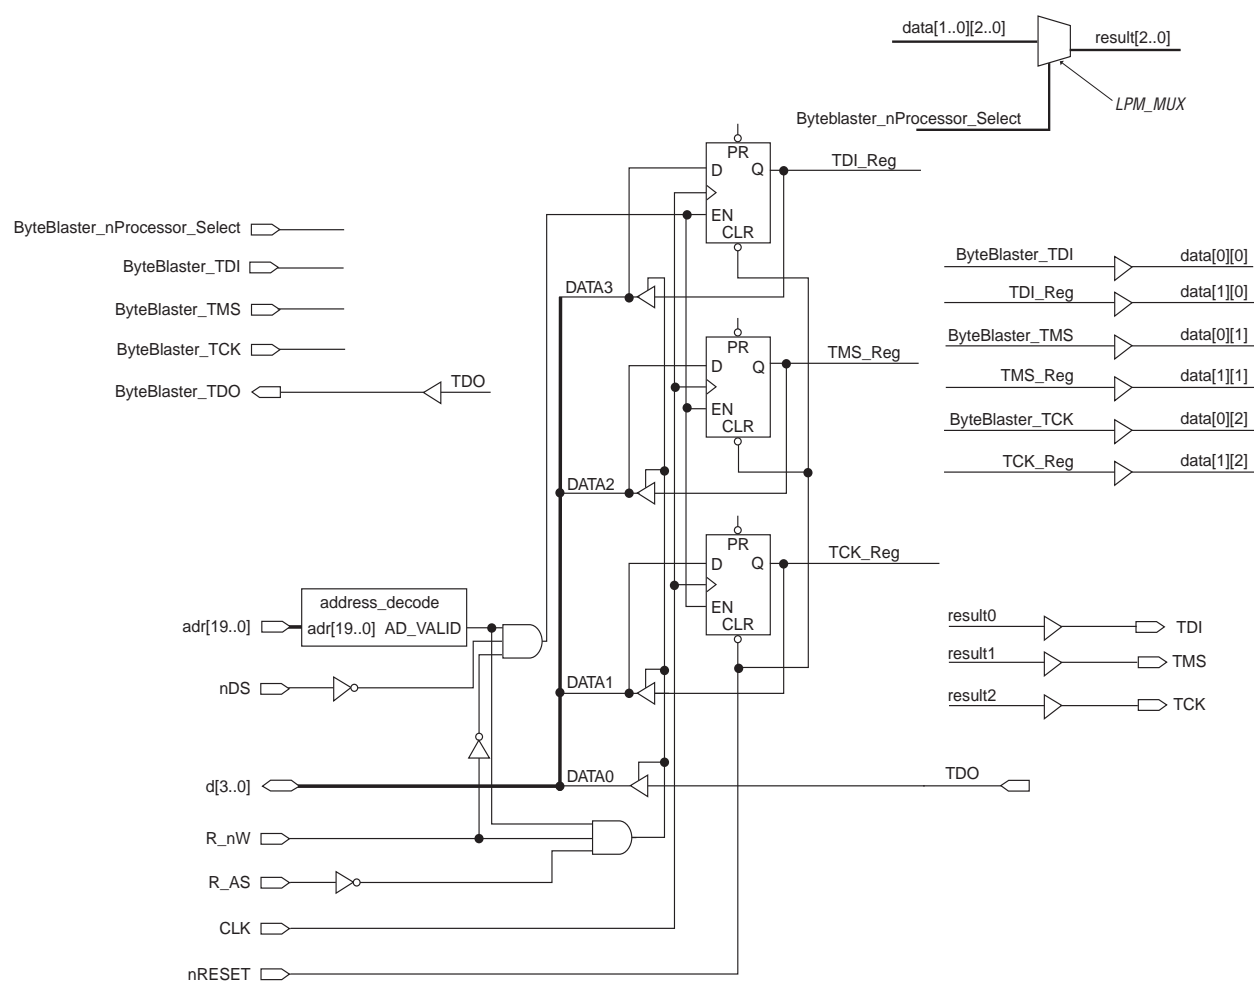 data[1..0][2..0]
result[2..0]
LPM_MUX
Byteblaster_nProcessor_Select
PR
D
Q
TDI_Reg
EN
CLR
ByteBlaster_nProcessor_Select
ByteBlaster_TDI
ByteBlaster_TMS
ByteBlaster_TCK
ByteBlaster_TDO
TDO
DATA3
PR
D
Q
TMS_Reg
EN
CLR
DATA2
PR
D
Q
TCK_Reg
EN
CLR
DATA1
DATA0
ByteBlaster_TDI
data[0][0]
TDI_Reg
data[1][0]
ByteBlaster_TMS
data[0][1]
TMS_Reg
data[1][1]
ByteBlaster_TCK
data[0][2]
TCK_Reg
data[1][2]
address_decode
adr[19..0]
adr[19..0] AD_VALID
nDS
d[3..0]
R_nW
R_AS
CLK
nRESET
result0
TDI
result1
TMS
result2
TCK
TDO